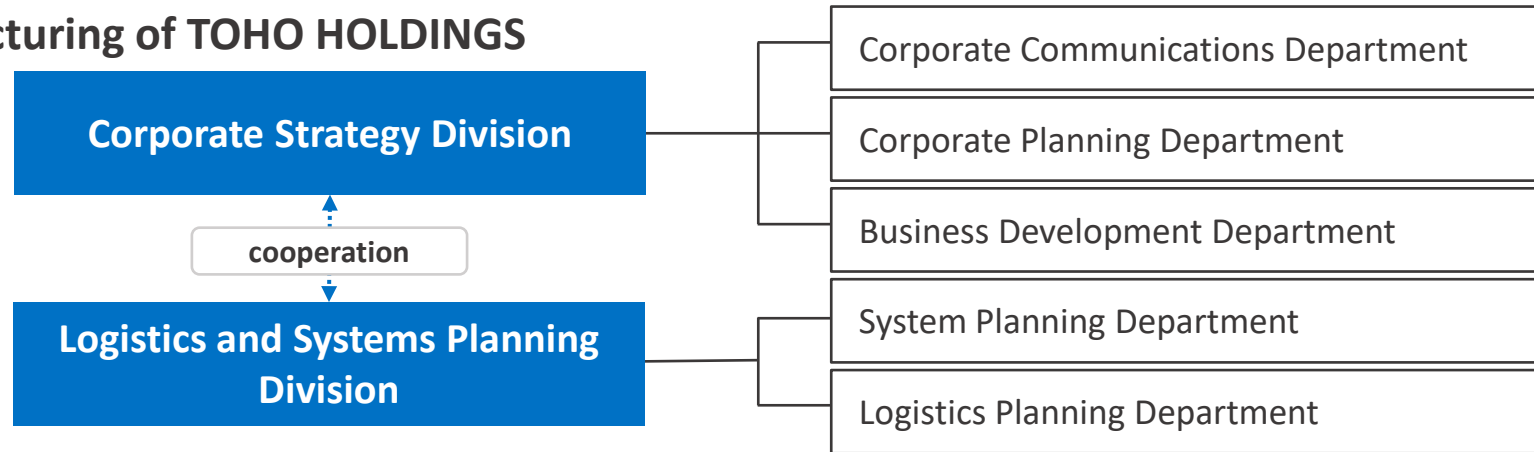 cturing of TOHO HOLDINGS
Corporate Strategy Division
cooperation
Logistics and Systems Planning
Division
Corporate Communications Department
Corporate Planning Department
Business Development Department
System Planning Department
Logistics Planning Department